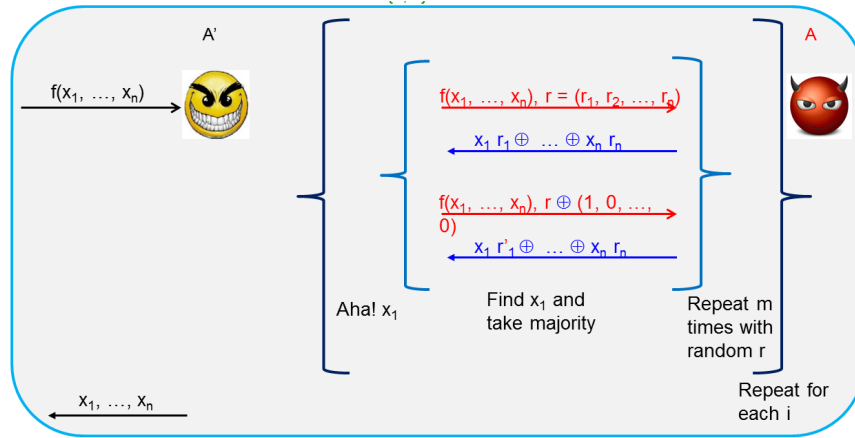 A'
A
f(x₁, …, xₙ)
f(x₁, …, xₙ), r = (r₁, r₂, …, rₙ)
x₁ r₁ ⊕ … ⊕ xₙ rₙ
f(x₁, …, xₙ), r ⊕ (1, 0, …,
0)
x₁ r'₁ ⊕ … ⊕ xₙ rₙ
Aha! x₁
Find x₁ and
take majority
Repeat m
times with
random r
Repeat for
each i
x₁, …, xₙ